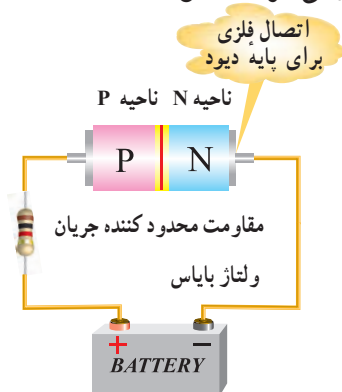 اتصال فلزی
برای پایهٔ دیود
ناحیه N ناحیه P
P N
مقاومت محدود کننده جریان
ولتاژ بایاس
+ −
BATTERY